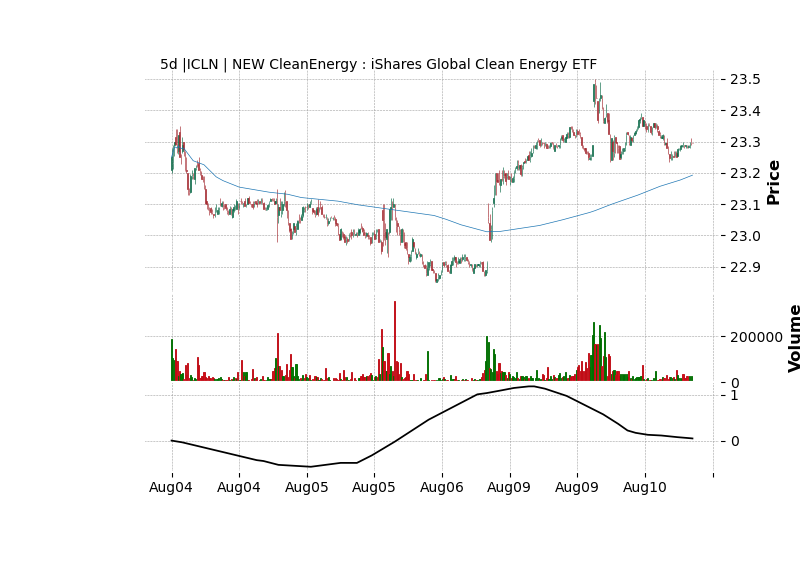 5d |ICLN | NEW CleanEnergy : iShares Global Clean Energy ETF
23.5
23.4
23.3
23.2
23.1
23.0
22.9
Price
200000
0
Volume
1
0
Aug04 Aug04 Aug05 Aug05 Aug06 Aug09 Aug09 Aug10